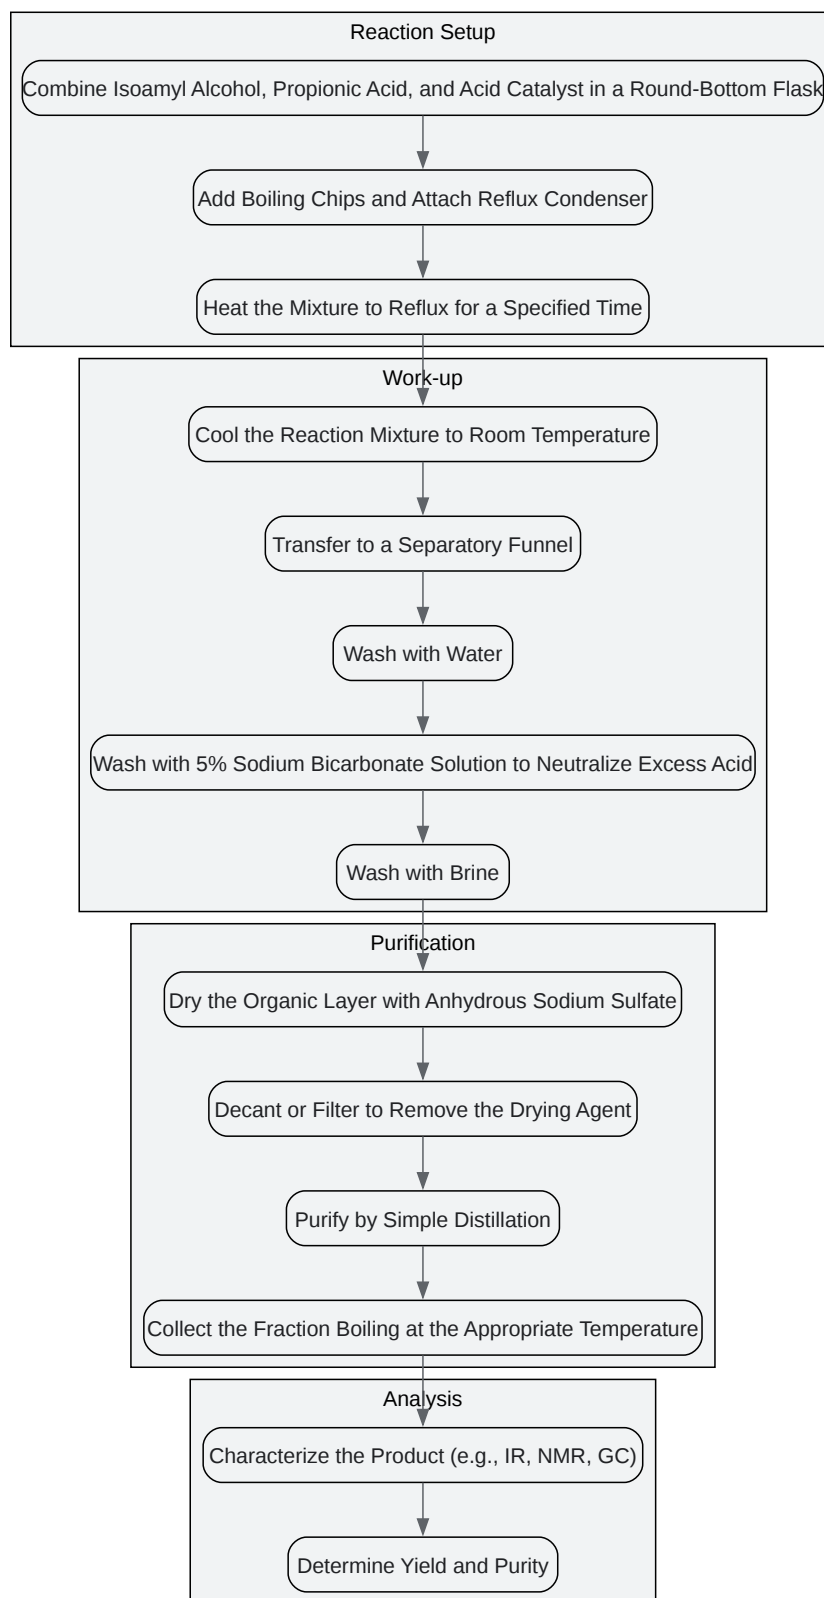 Reaction Setup
Combine Isoamyl Alcohol, Propionic Acid, and Acid Catalyst in a Round-Bottom Flask
Add Boiling Chips and Attach Reflux Condenser
Heat the Mixture to Reflux for a Specified Time
Work-up
Cool the Reaction Mixture to Room Temperature
Transfer to a Separatory Funnel
Wash with Water
Wash with 5% Sodium Bicarbonate Solution to Neutralize Excess Acid
Wash with Brine
Purification
Dry the Organic Layer with Anhydrous Sodium Sulfate
Decant or Filter to Remove the Drying Agent
Purify by Simple Distillation
Collect the Fraction Boiling at the Appropriate Temperature
Analysis
Characterize the Product (e.g., IR, NMR, GC)
Determine Yield and Purity